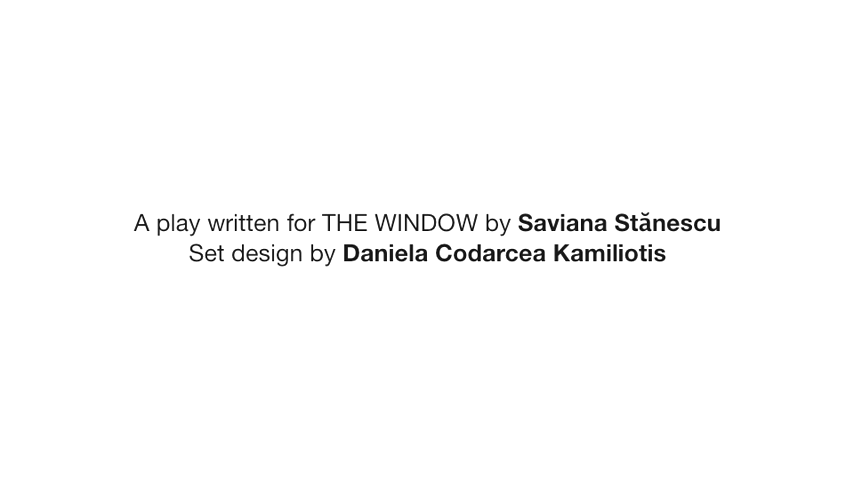 A play written for THE WINDOW by Saviana Stănescu
Set design by Daniela Codarcea Kamiliotis